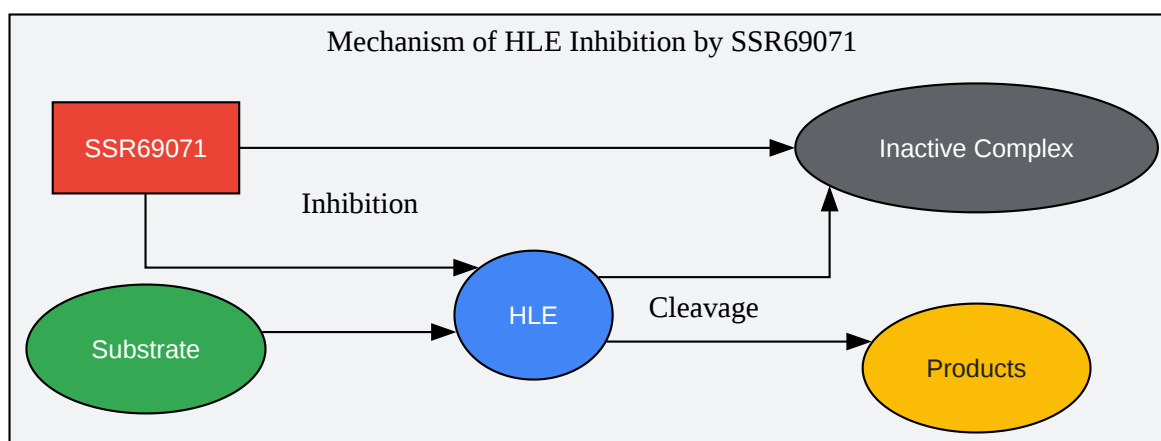 Mechanism of HLE Inhibition by SSR69071
SSR69071
Inactive Complex
Inhibition
HLE
Cleavage
Substrate
Products